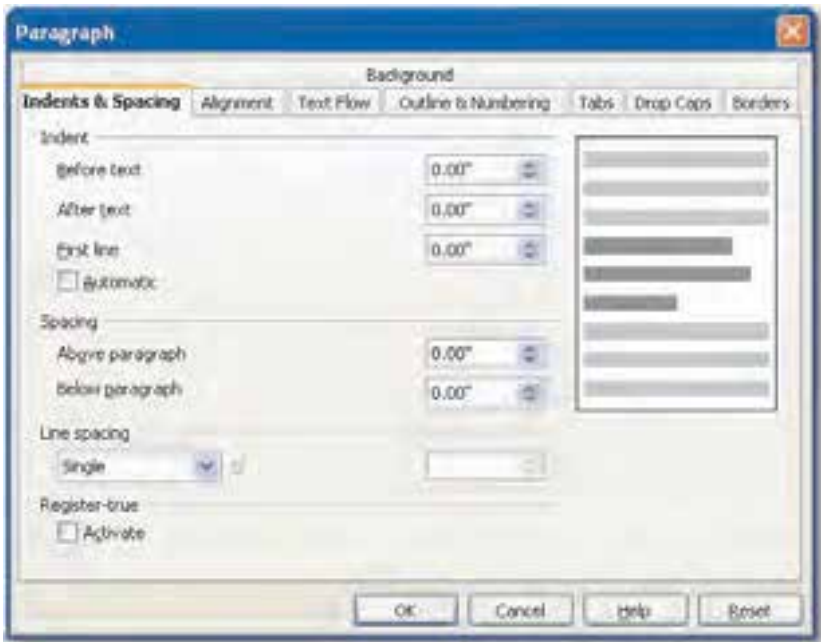 Paragraph
Background
Indents & Spacing Alignment Text Flow Outline & Numbering Tabs Drop Caps Borders
Indent
Before text 0.00"
After text 0.00"
First line 0.00"
Automatic
Spacing
Above paragraph 0.00"
Below paragraph 0.00"
Line spacing
Single
Register-true
Activate
OK Cancel Help Reset